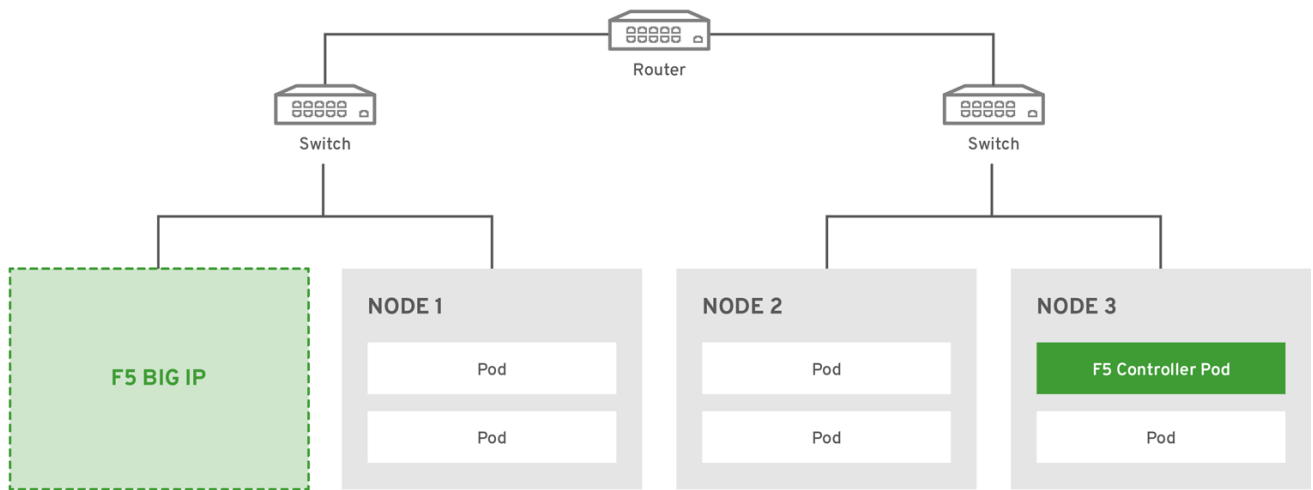 Router
Switch
Switch
F5 BIG IP
NODE 1
Pod
Pod
NODE 2
Pod
Pod
NODE 3
F5 Controller Pod
Pod